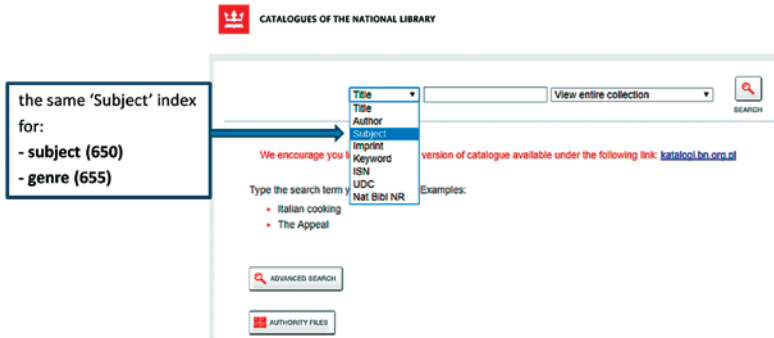 CATALOGUES OF THE NATIONAL LIBRARY
the same 'Subject' index
for:
- subject (650)
- genre (655)
Title
View entire collection
SEARCH
Title
Author
Subject
Imprint
Keyword
ISN
UDC
Nat Bibl NR
We encourage you t version of catalogue available under the following link: katalogi.bn.org.pl
Type the search term y Examples:
• Italian cooking
• The Appeal
ADVANCED SEARCH
AUTHORITY FILES